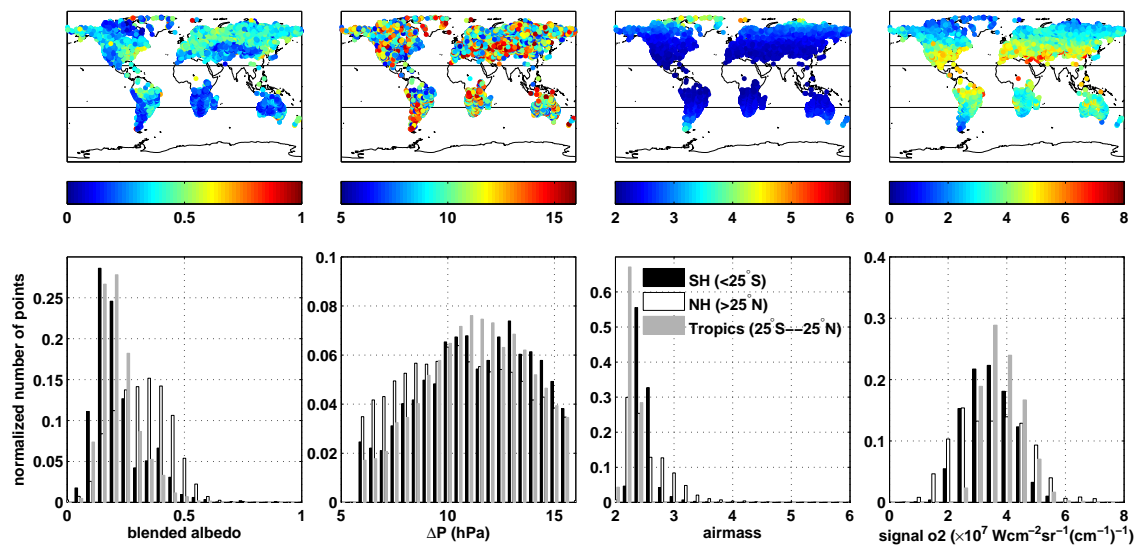 0 0.5 1
5 10 15
2 3 4 5 6
0 2 4 6 8
normalized number of points
0.25
0.2
0.15
0.1
0.05
0
0 0.5 1
blended albedo
0.1
0.08
0.06
0.04
0.02
0
5 10 15
ΔP (hPa)
0.6
0.5
0.4
0.3
0.2
0.1
0
2 3 4 5 6
airmass
SH (<25°S)
NH (>25°N)
Tropics (25°S−−25°N)
0.4
0.3
0.2
0.1
0
0 2 4 6 8
signal o2 (×10⁷ Wcm⁻²sr⁻¹(cm⁻¹)⁻¹)